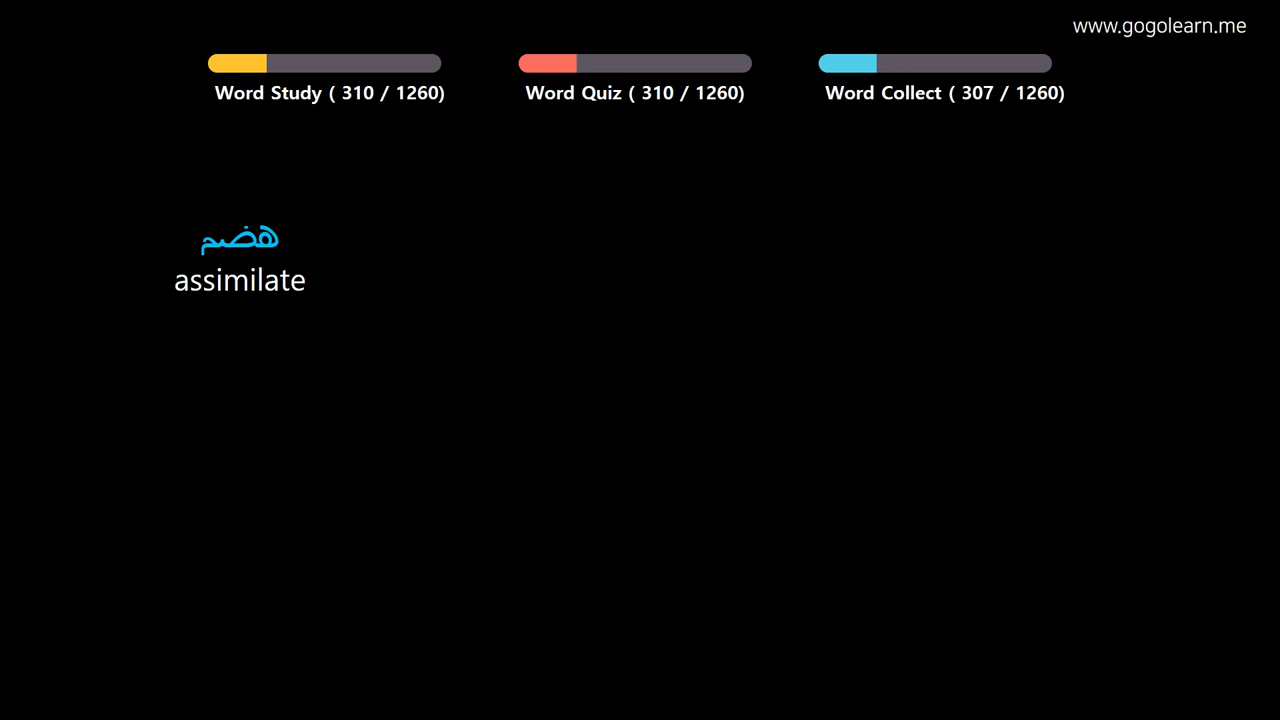 www.gogolearn.me
Word Study ( 310 / 1260)
Word Quiz ( 310 / 1260)
Word Collect ( 307 / 1260)
هضم
assimilate